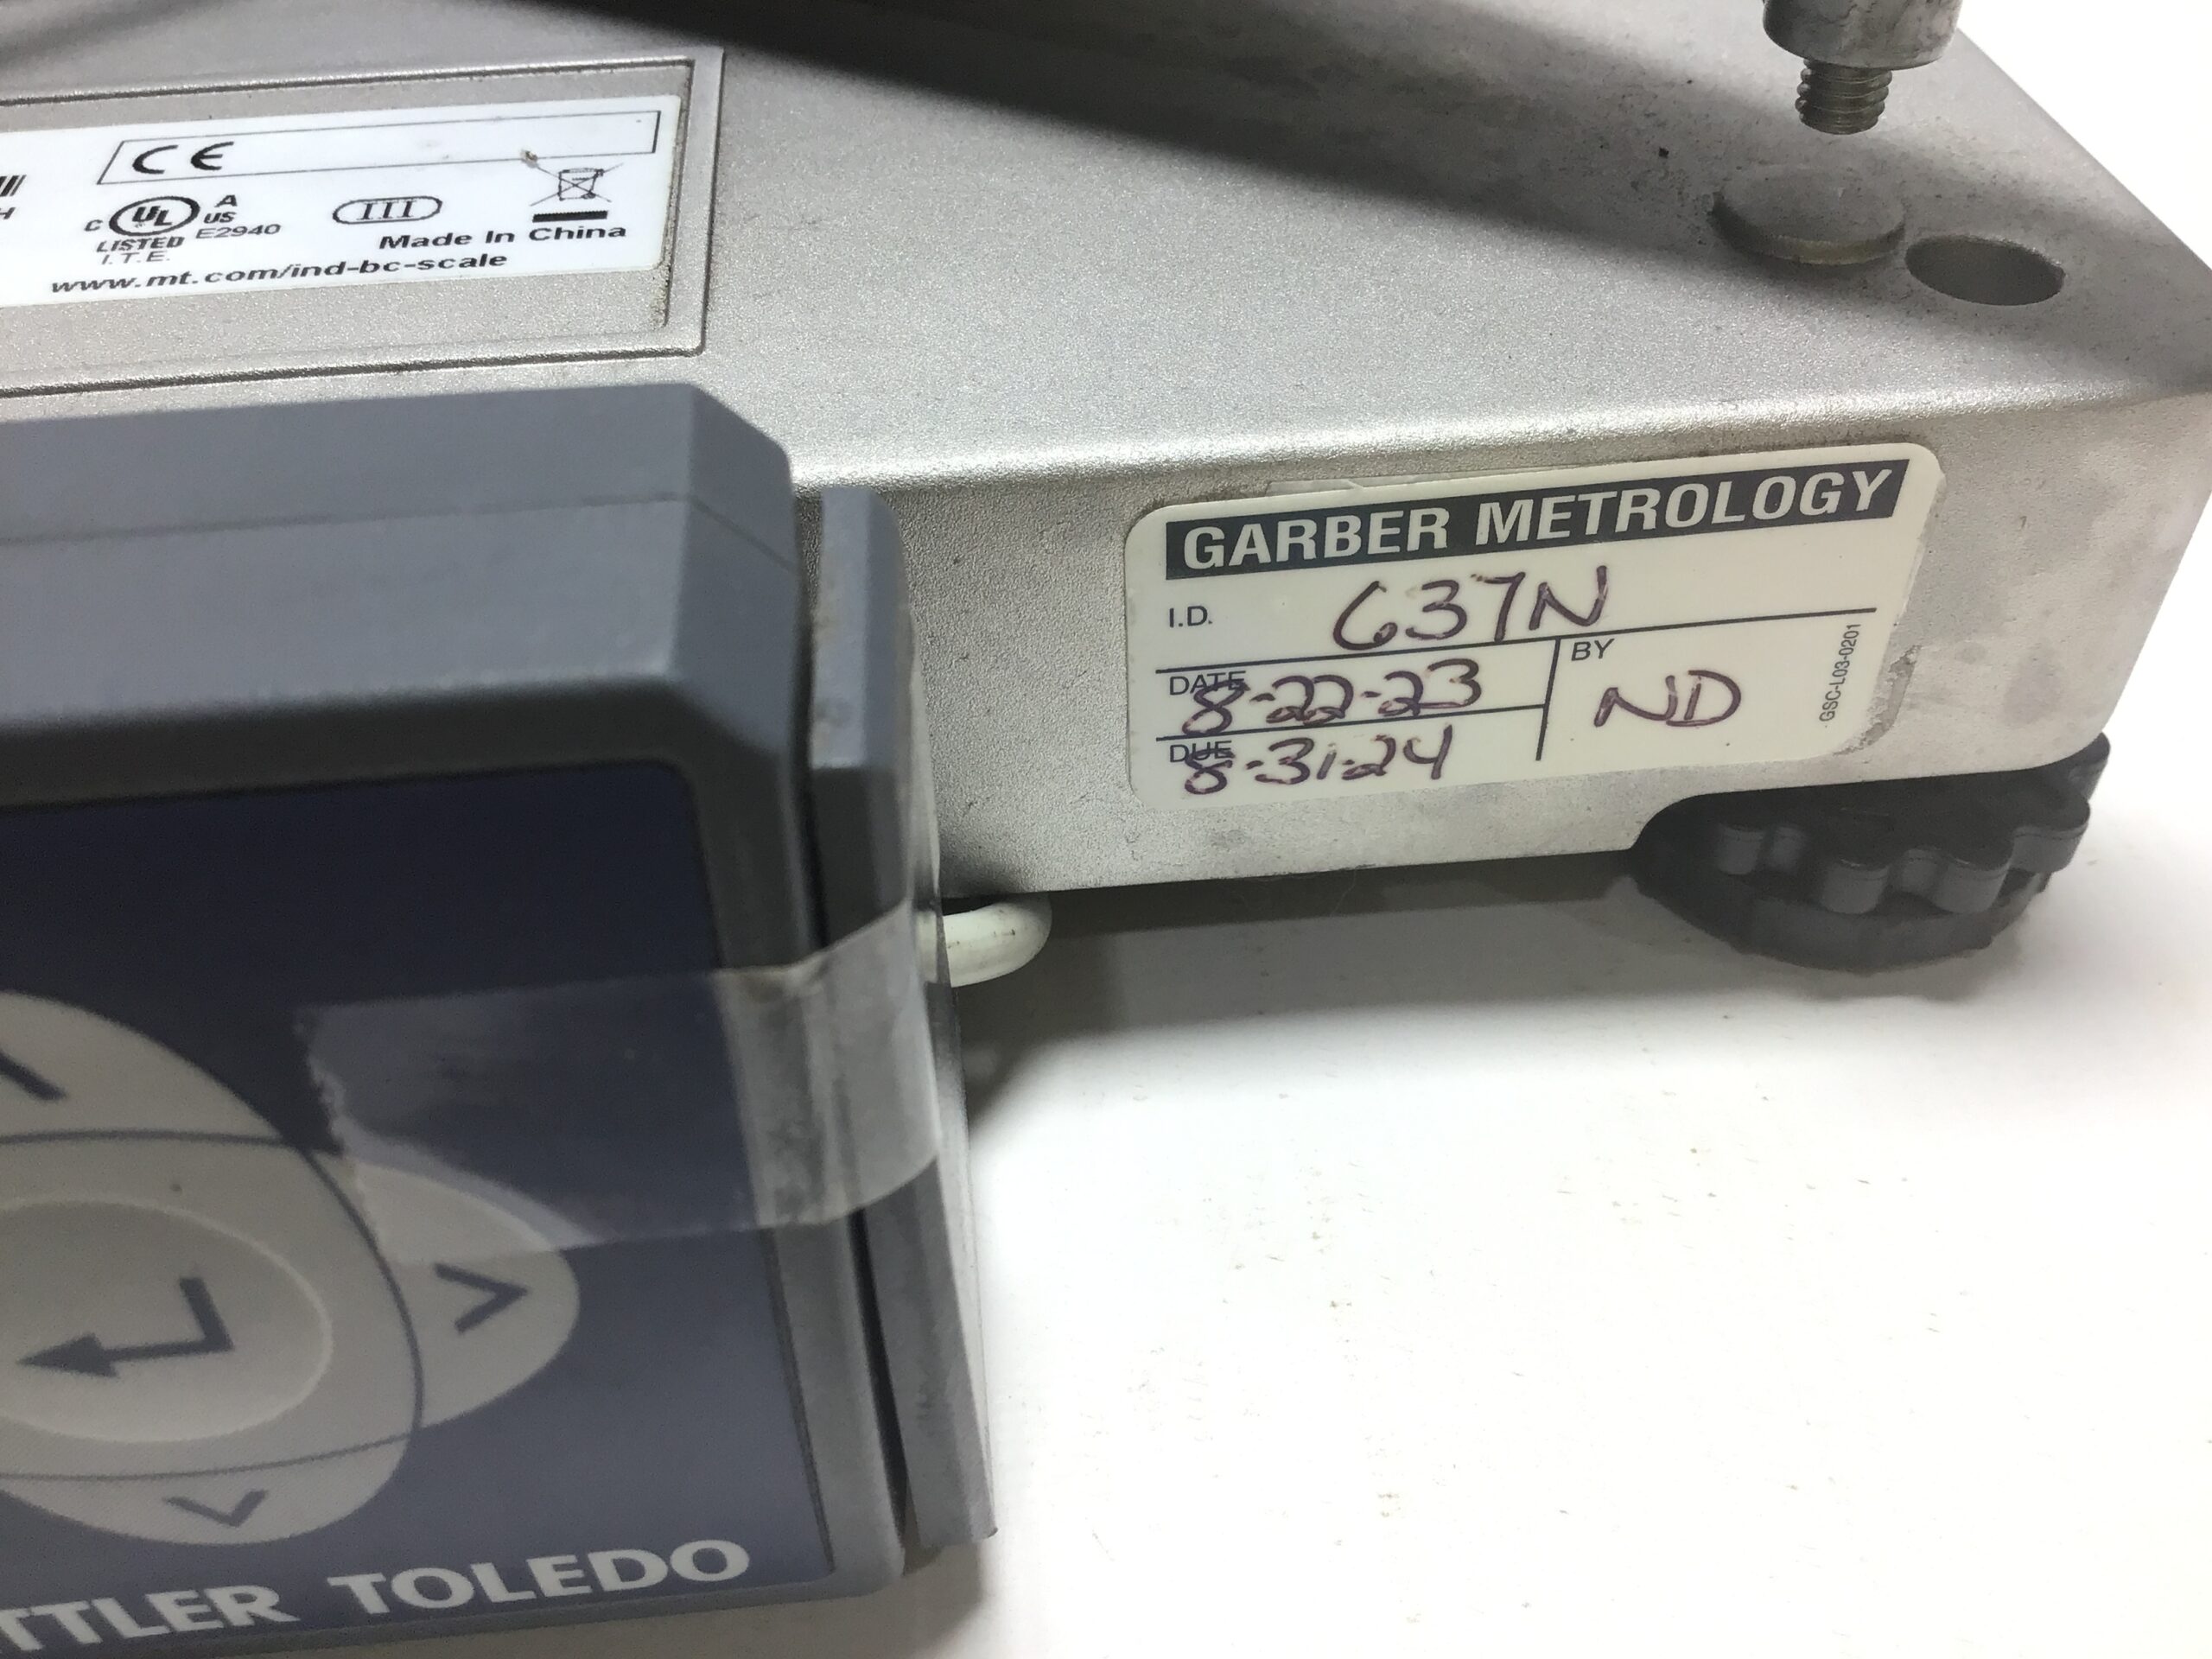 CE
C UL A US
LISTED E2940
I.T.E.
III
Made In China
www.mt.com/ind-bc-scale
GARBER METROLOGY
I.D. 637N
DATE 8-22-23
BY ND
DUE 8-31-24
GSC-L03-0201
TTLER TOLEDO